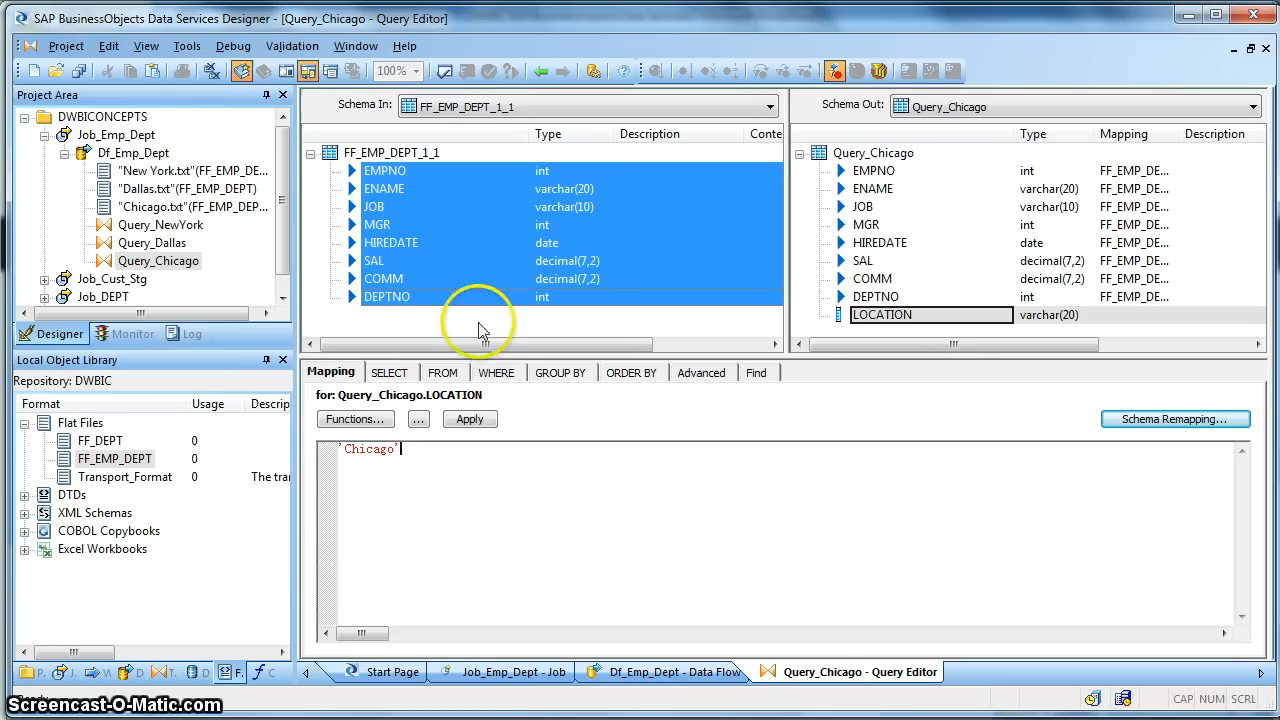 SAP BusinessObjects Data Services Designer - [Query_Chicago - Query Editor]
Project Edit View Tools Debug Validation Window Help
100%
Project Area
DWBICONCEPTS
Job_Emp_Dept
Df_Emp_Dept
"New York.txt"(FF_EMP_DE...
"Dallas.txt"(FF_EMP_DEPT)
"Chicago.txt"(FF_EMP_DEP...
Query_NewYork
Query_Dallas
Query_Chicago
Job_Cust_Stg
Job_DEPT
Designer Monitor Log
Local Object Library
Repository: DWBIC
Format Usage Descrip
Flat Files
FF_DEPT 0
FF_EMP_DEPT 0
Transport_Format 0 The tran
DTDs
XML Schemas
COBOL Copybooks
Excel Workbooks
P. J. W D T. D F. C
Schema In: FF_EMP_DEPT_1_1
Type Description Conte
FF_EMP_DEPT_1_1
EMPNO int
ENAME varchar(20)
JOB varchar(10)
MGR int
HIREDATE date
SAL decimal(7,2)
COMM decimal(7,2)
DEPTNO int
Schema Out: Query_Chicago
Type Mapping Description
Query_Chicago
EMPNO int FF_EMP_DE...
ENAME varchar(20) FF_EMP_DE...
JOB varchar(10) FF_EMP_DE...
MGR int FF_EMP_DE...
HIREDATE date FF_EMP_DE...
SAL decimal(7,2) FF_EMP_DE...
COMM decimal(7,2) FF_EMP_DE...
DEPTNO int FF_EMP_DE...
LOCATION varchar(20)
Mapping SELECT FROM WHERE GROUP BY ORDER BY Advanced Find
for: Query_Chicago.LOCATION
Functions... ... Apply Schema Remapping...
'Chicago'
Start Page Job_Emp_Dept - Job Df_Emp_Dept - Data Flow Query_Chicago - Query Editor
CAP NUM SCRL
Screencast-O-Matic.com